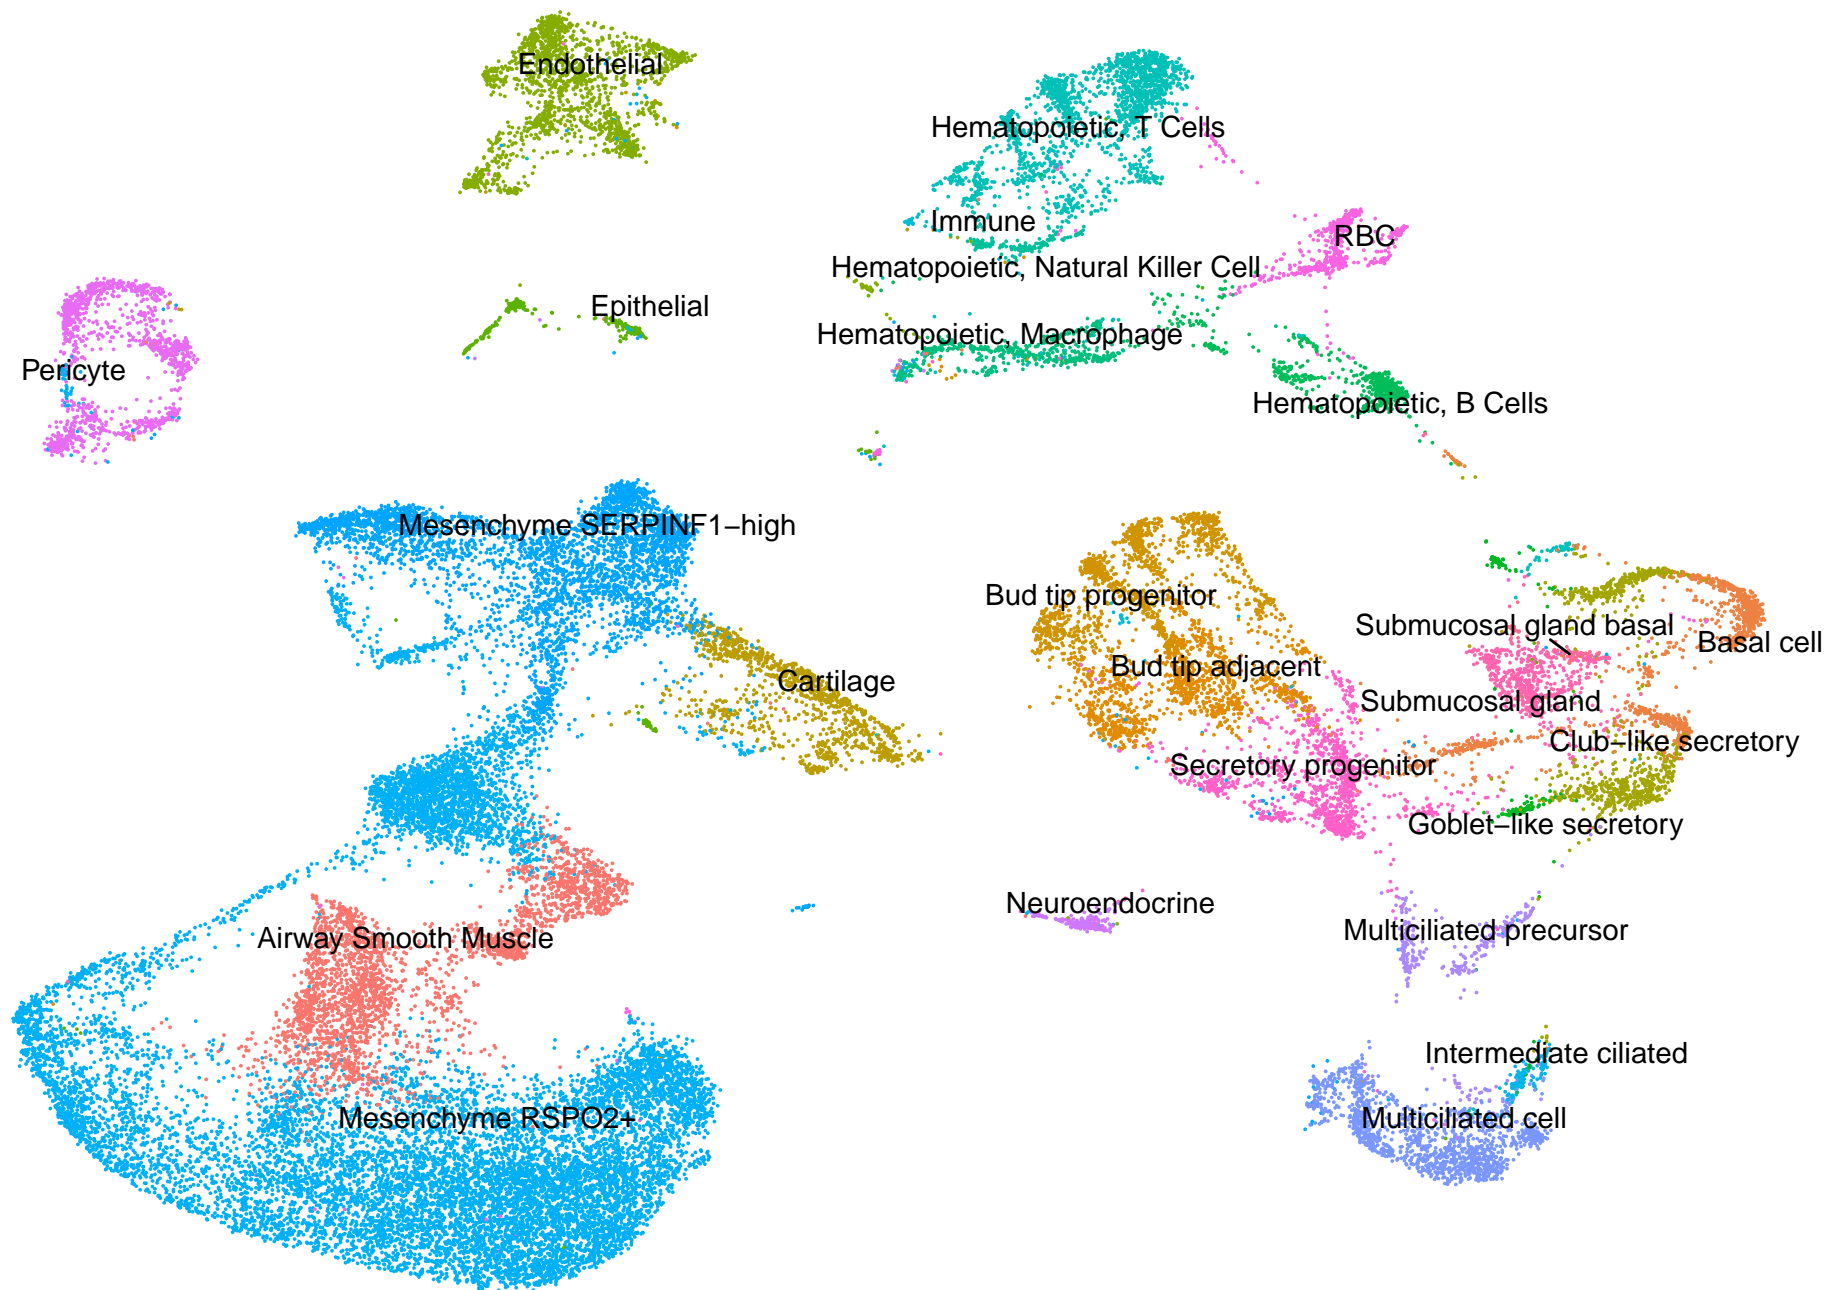 Endothelial
Hematopoietic, T Cells
Immune
RBC
Hematopoietic, Natural Killer Cell
Epithelial
Hematopoietic, Macrophage
Pericyte
Hematopoietic, B Cells
Mesenchyme SERPINF1−high
Bud tip progenitor
Submucosal gland basal
Basal cell
Bud tip adjacent
Cartilage
Submucosal gland
Club−like secretory
Secretory progenitor
Goblet−like secretory
Neuroendocrine
Multiciliated precursor
Airway Smooth Muscle
Intermediate ciliated
Mesenchyme RSPO2+
Multiciliated cell